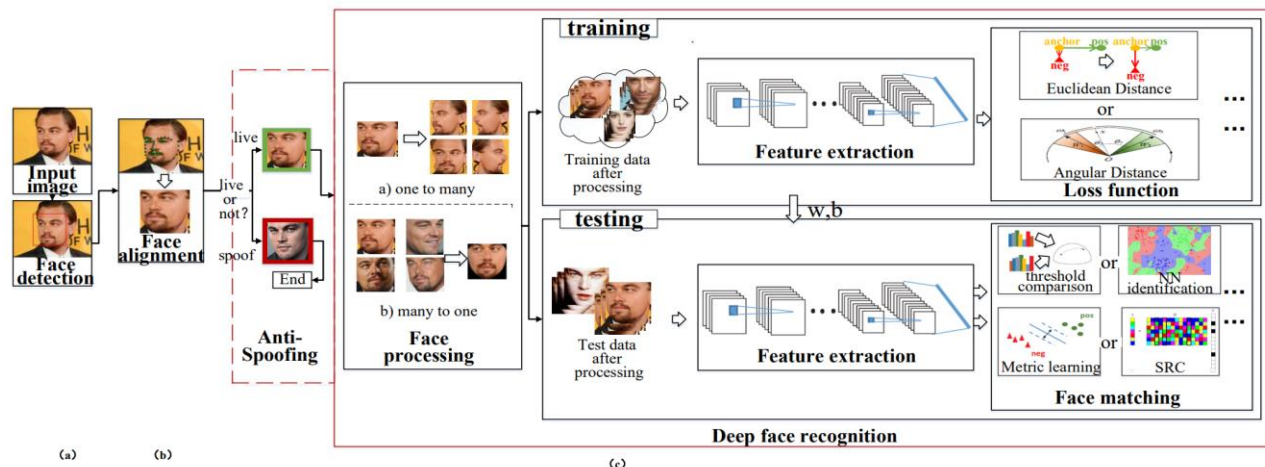 Input
image
Face
detection
(a)
Face
alignment
(b)
live
live
or
not?
spoof
End
Anti-
Spoofing
a) one to many
b) many to one
Face
processing
training
Training data
after
processing
Feature extraction
anchor pos
neg
anchor pos
neg
Euclidean Distance
or
Angular Distance
Loss function
w,b
testing
Test data
after
processing
Feature extraction
threshold
comparison
or
NN
identification
pos
neg
Metric learning
or
SRC
Face matching
Deep face recognition
(c)